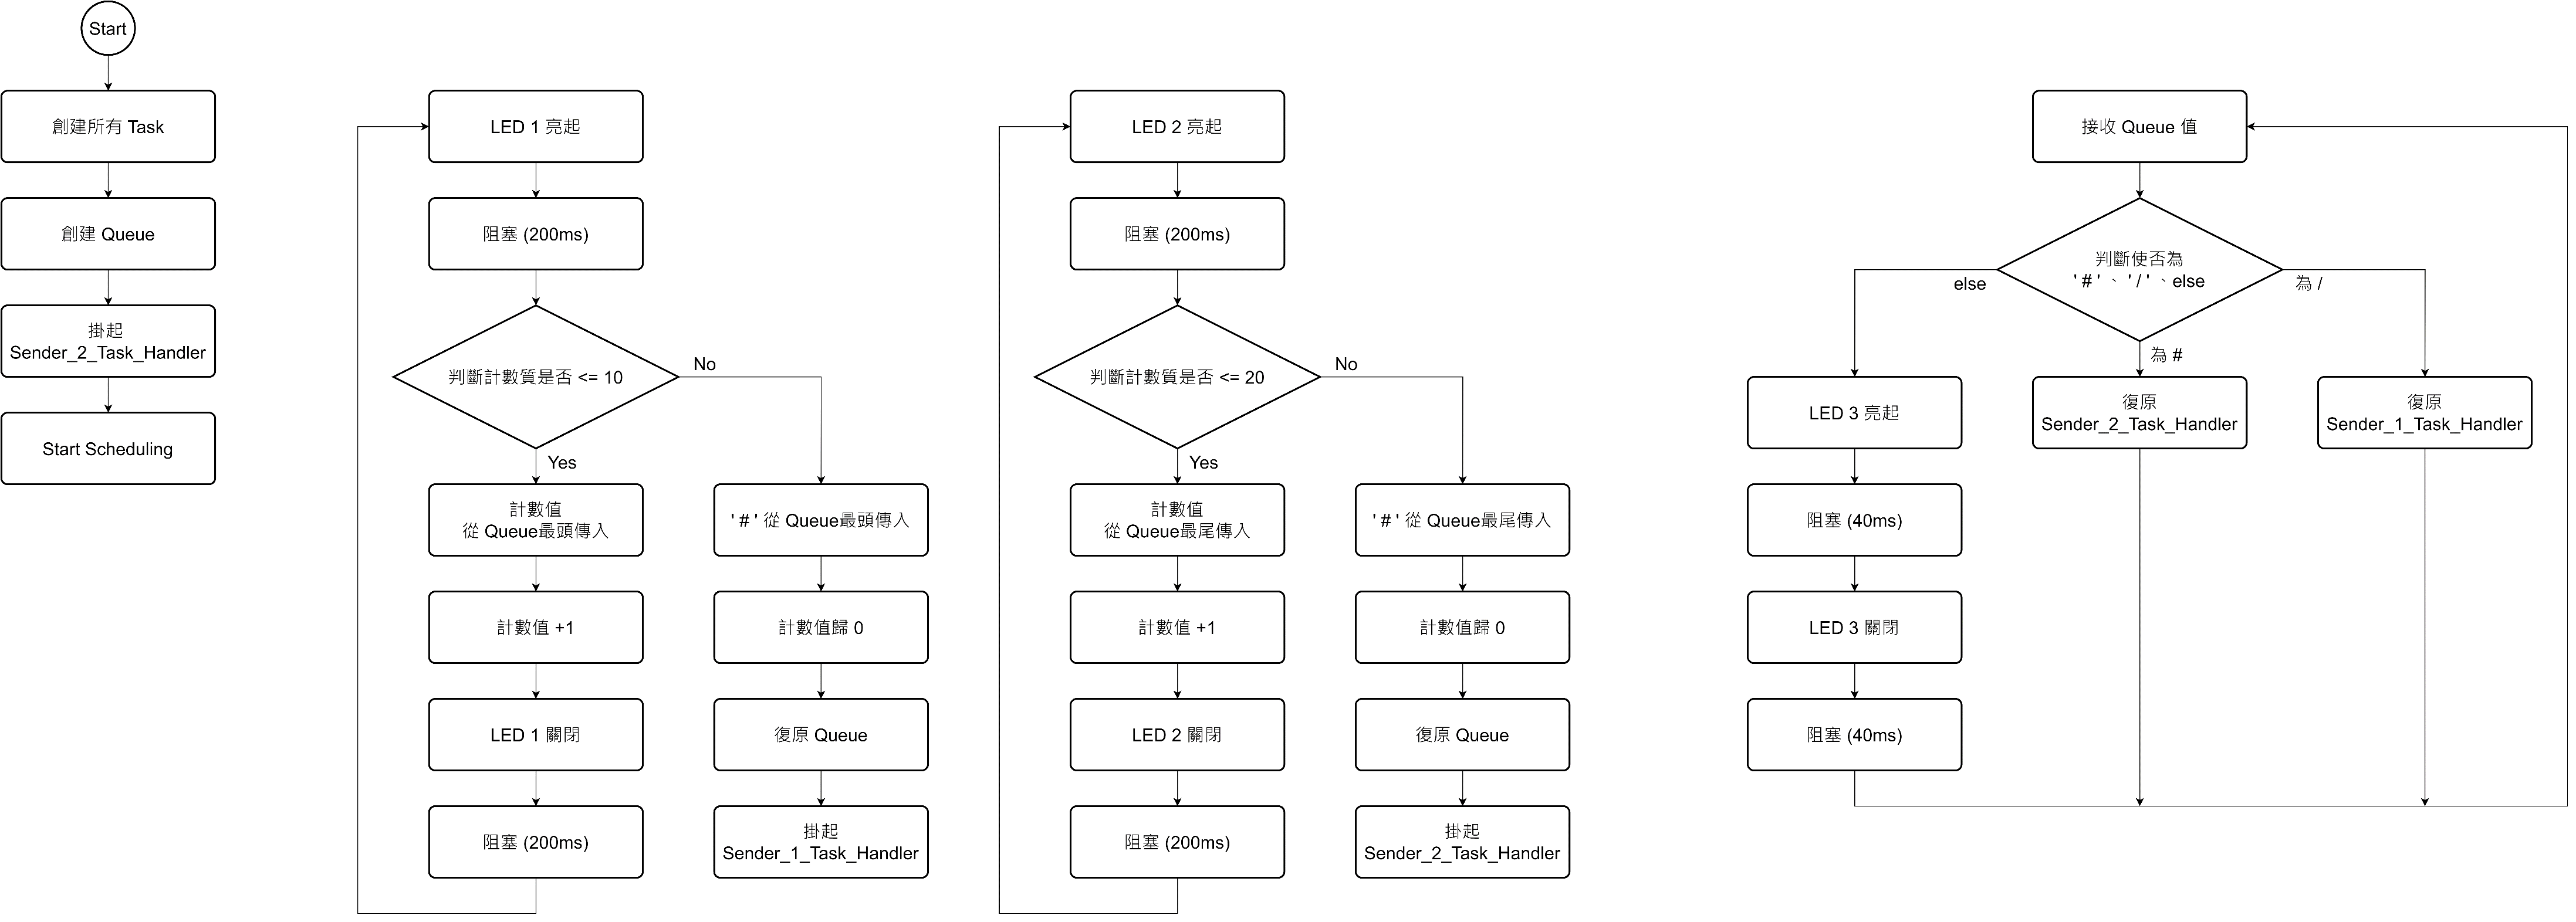 Start
創建所有 Task
創建 Queue
掛起
Sender_2_Task_Handler
Start Scheduling
LED 1 亮起
阻塞 (200ms)
判斷計數質是否 <= 10
No
Yes
計數值
從 Queue最頭傳入
計數值 +1
LED 1 關閉
阻塞 (200ms)
' # ' 從 Queue最頭傳入
計數值歸 0
復原 Queue
掛起
Sender_1_Task_Handler
LED 2 亮起
阻塞 (200ms)
判斷計數質是否 <= 20
No
Yes
計數值
從 Queue最尾傳入
計數值 +1
LED 2 關閉
阻塞 (200ms)
' # ' 從 Queue最尾傳入
計數值歸 0
復原 Queue
掛起
Sender_2_Task_Handler
接收 Queue 值
判斷使否為
' # ' 、 ' / ' 、else
else
為 #
為 /
LED 3 亮起
阻塞 (40ms)
LED 3 關閉
阻塞 (40ms)
復原
Sender_2_Task_Handler
復原
Sender_1_Task_Handler